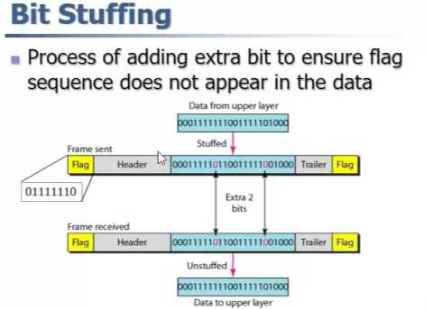 Bit Stuffing
Process of adding extra bit to ensure flag
sequence does not appear in the data
Data from upper layer
0001111111001111101000
Stuffed
Frame sent
Flag Header 000111110110011111001000 Trailer Flag
01111110
Extra 2
bits
Frame received
Flag Header 000111110110011111001000 Trailer Flag
Unstuffed
0001111111001111101000
Data to upper layer